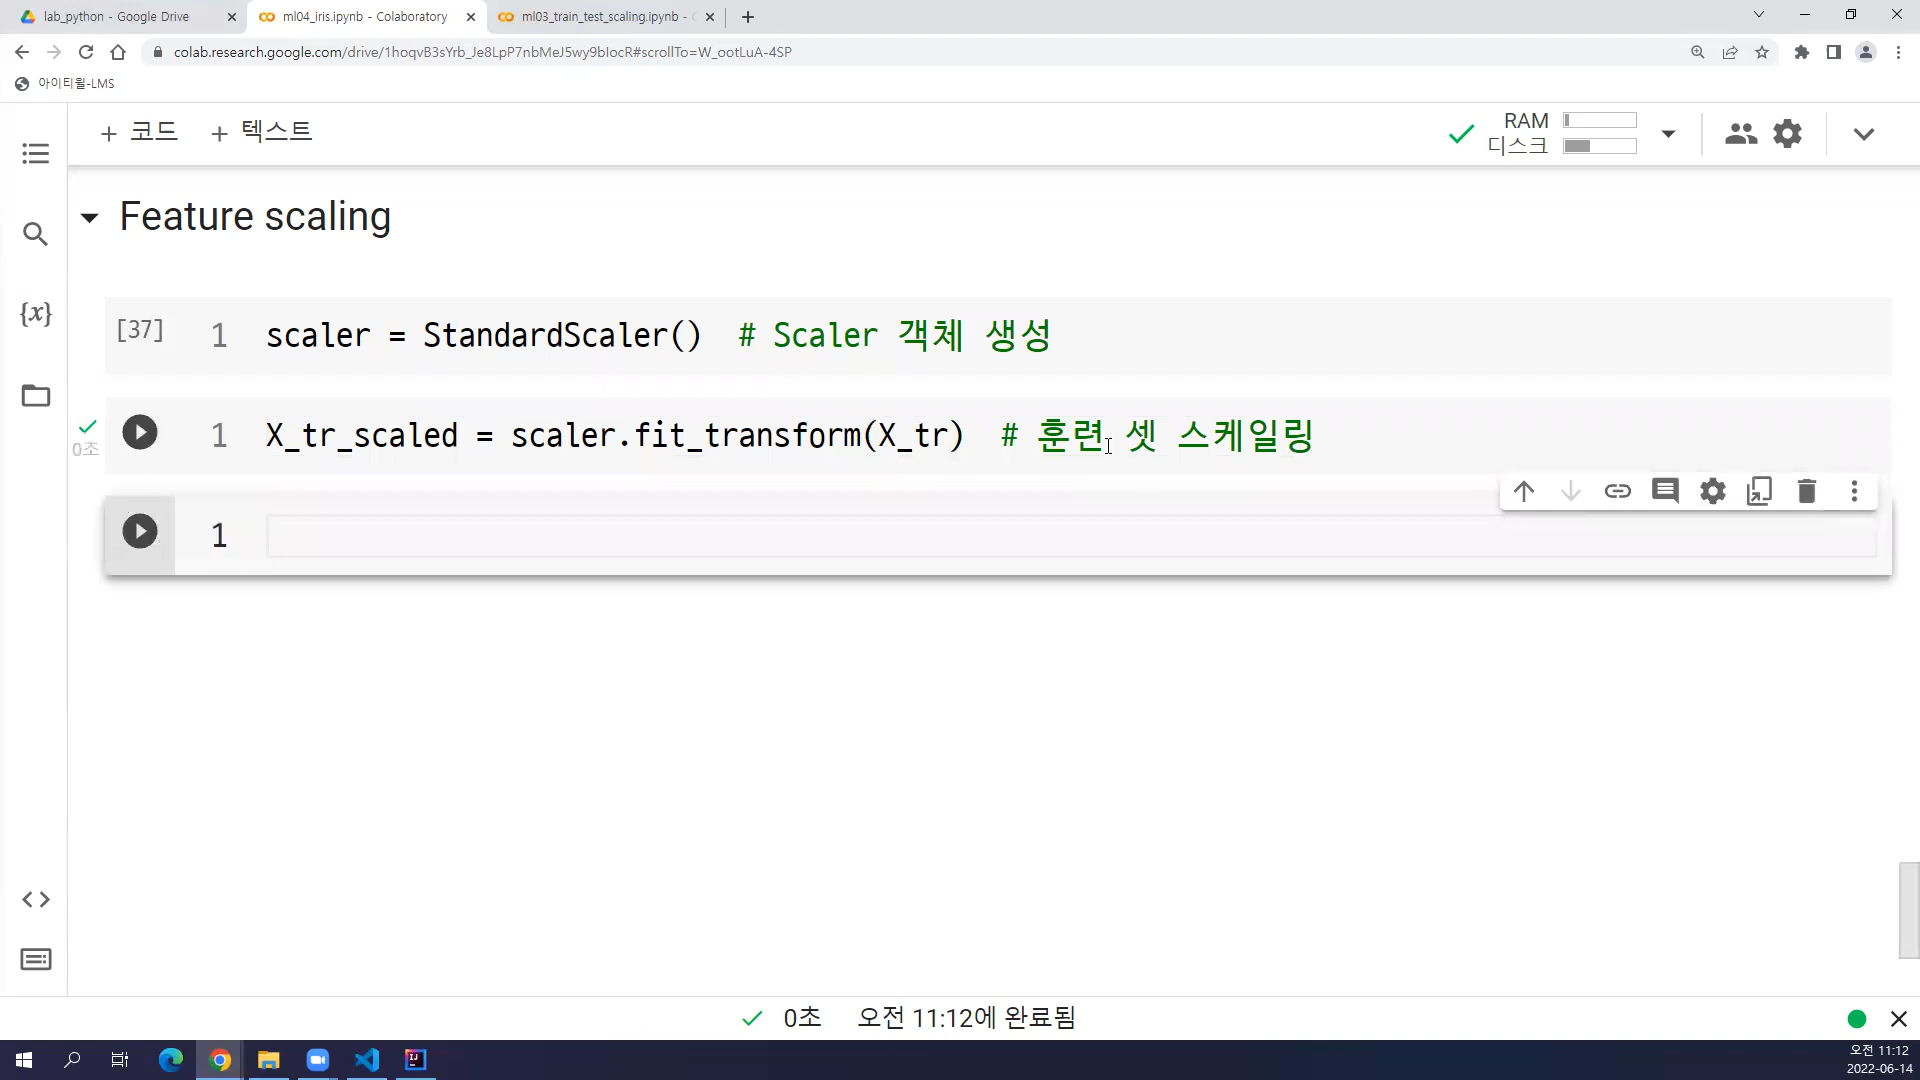 lab_python - Google Drive
ml04_iris.ipynb - Colaboratory
ml03_train_test_scaling.ipynb -
colab.research.google.com/drive/1hoqvB3sYrb_Je8LpP7nbMeJ5wy9bIocR#scrollTo=W_ootLuA-4SP
아이티윌-LMS
+ 코드 + 텍스트
RAM
디스크
Feature scaling
{x}
[37] 1 scaler = StandardScaler() # Scaler 객체 생성
0초 1 X_tr_scaled = scaler.fit_transform(X_tr) # 훈련 셋 스케일링
1
0초 오전 11:12에 완료됨
오전 11:12
2022-06-14